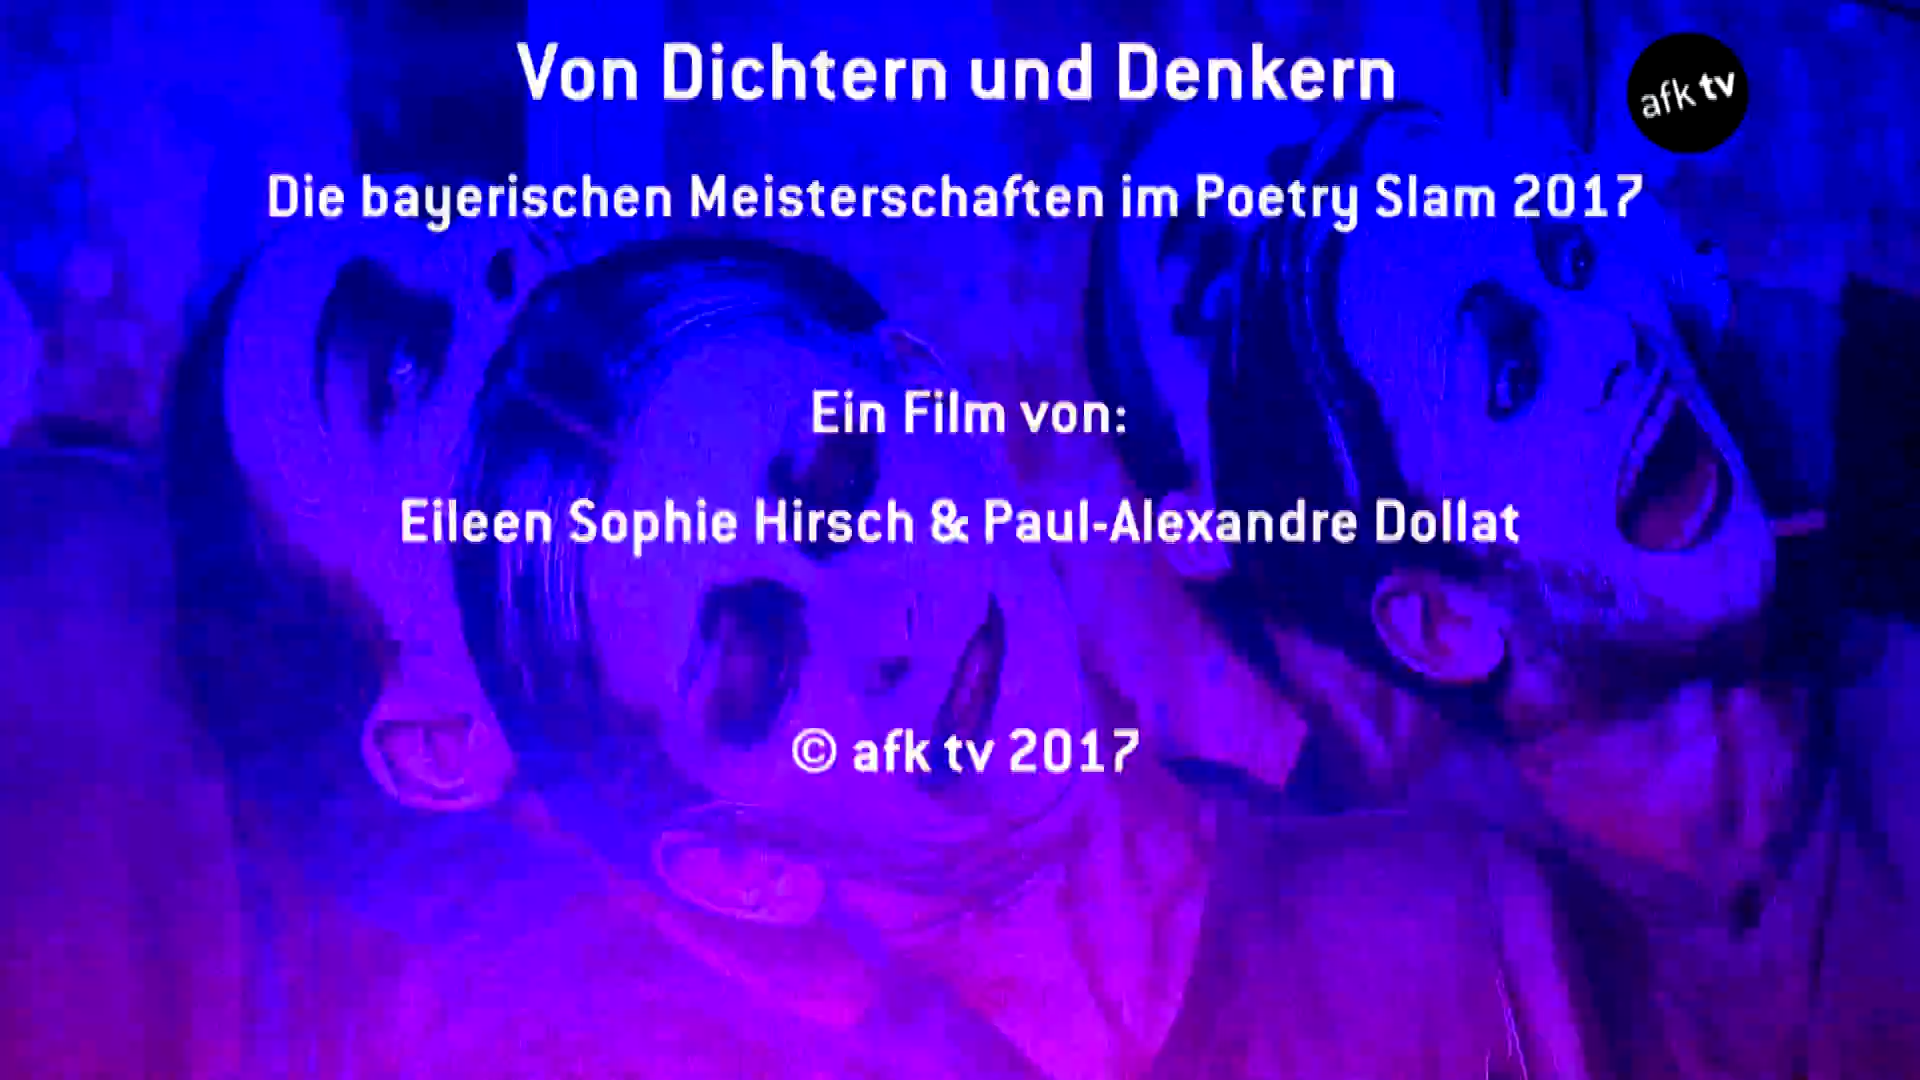 Von Dichtern und Denkern
afk tv
Die bayerischen Meisterschaften im Poetry Slam 2017
Ein Film von:
Eileen Sophie Hirsch & Paul-Alexandre Dollat
© afk tv 2017